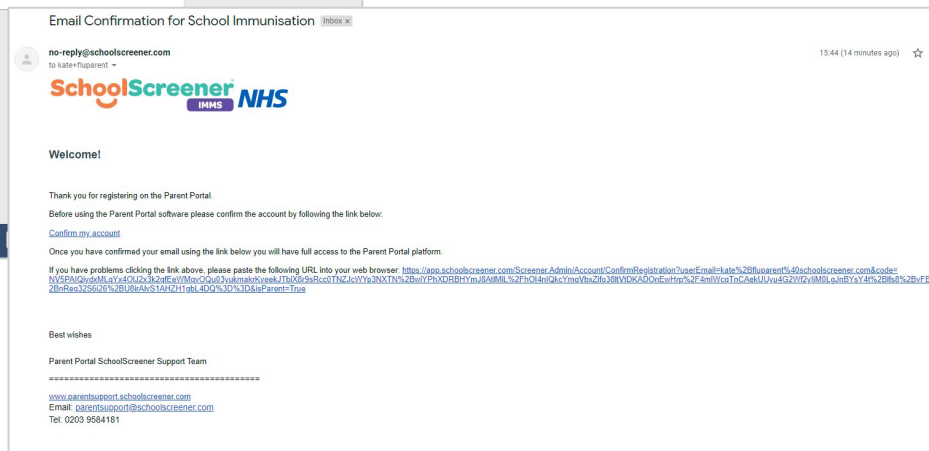 Email Confirmation for School Immunisation Inbox x
no-reply@schoolscreener.com 15:44 (14 minutes ago)
to kate+fluparent
SchoolScreener IMMS NHS
Welcome!
Thank you for registering on the Parent Portal.
Before using the Parent Portal software please confirm the account by following the link below:
Confirm my account
Once you have confirmed your email using the link below you will have full access to the Parent Portal platform.
If you have problems clicking the link above, please paste the following URL into your web browser: https://app.schoolscreener.com/Screener.Admin/Account/ConfirmRegistration?userEmail=kate%2Bfluparent%40schoolscreener.com&code=
Best wishes
Parent Portal SchoolScreener Support Team
==========================================
www.parentsupport.schoolscreener.com
Email: parentsupport@schoolscreener.com
Tel: 0203 9584181